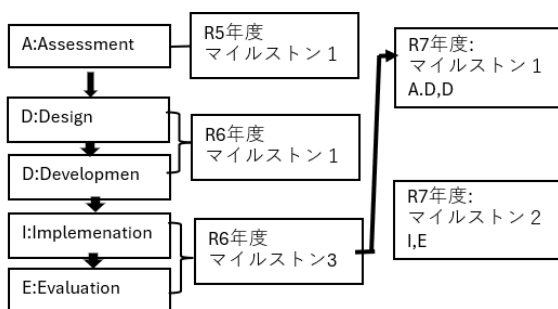 A:Assessment
R5年度
マイルストン１
D:Design
D:Developmen
R6年度
マイルストン１
I:Implemenation
E:Evaluation
R6年度
マイルストン3
R7年度:
マイルストン１
A.D,D
R7年度:
マイルストン２
I,E